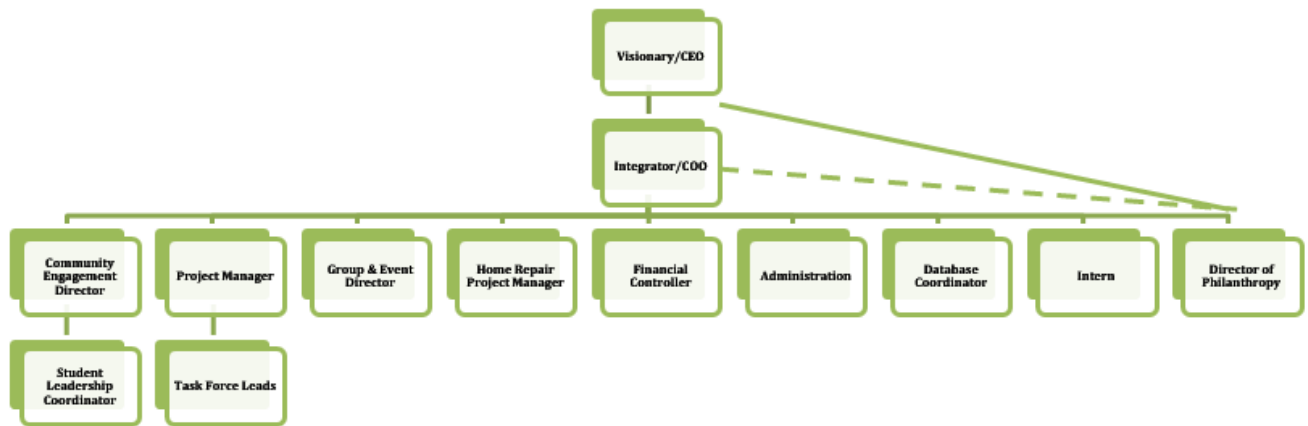 Visionary/CEO
Integrator/COO
Community
Engagement
Director
Project Manager
Group & Event
Director
Home Repair
Project Manager
Financial
Controller
Administration
Database
Coordinator
Intern
Director of
Philanthropy
Student
Leadership
Coordinator
Task Force Leads